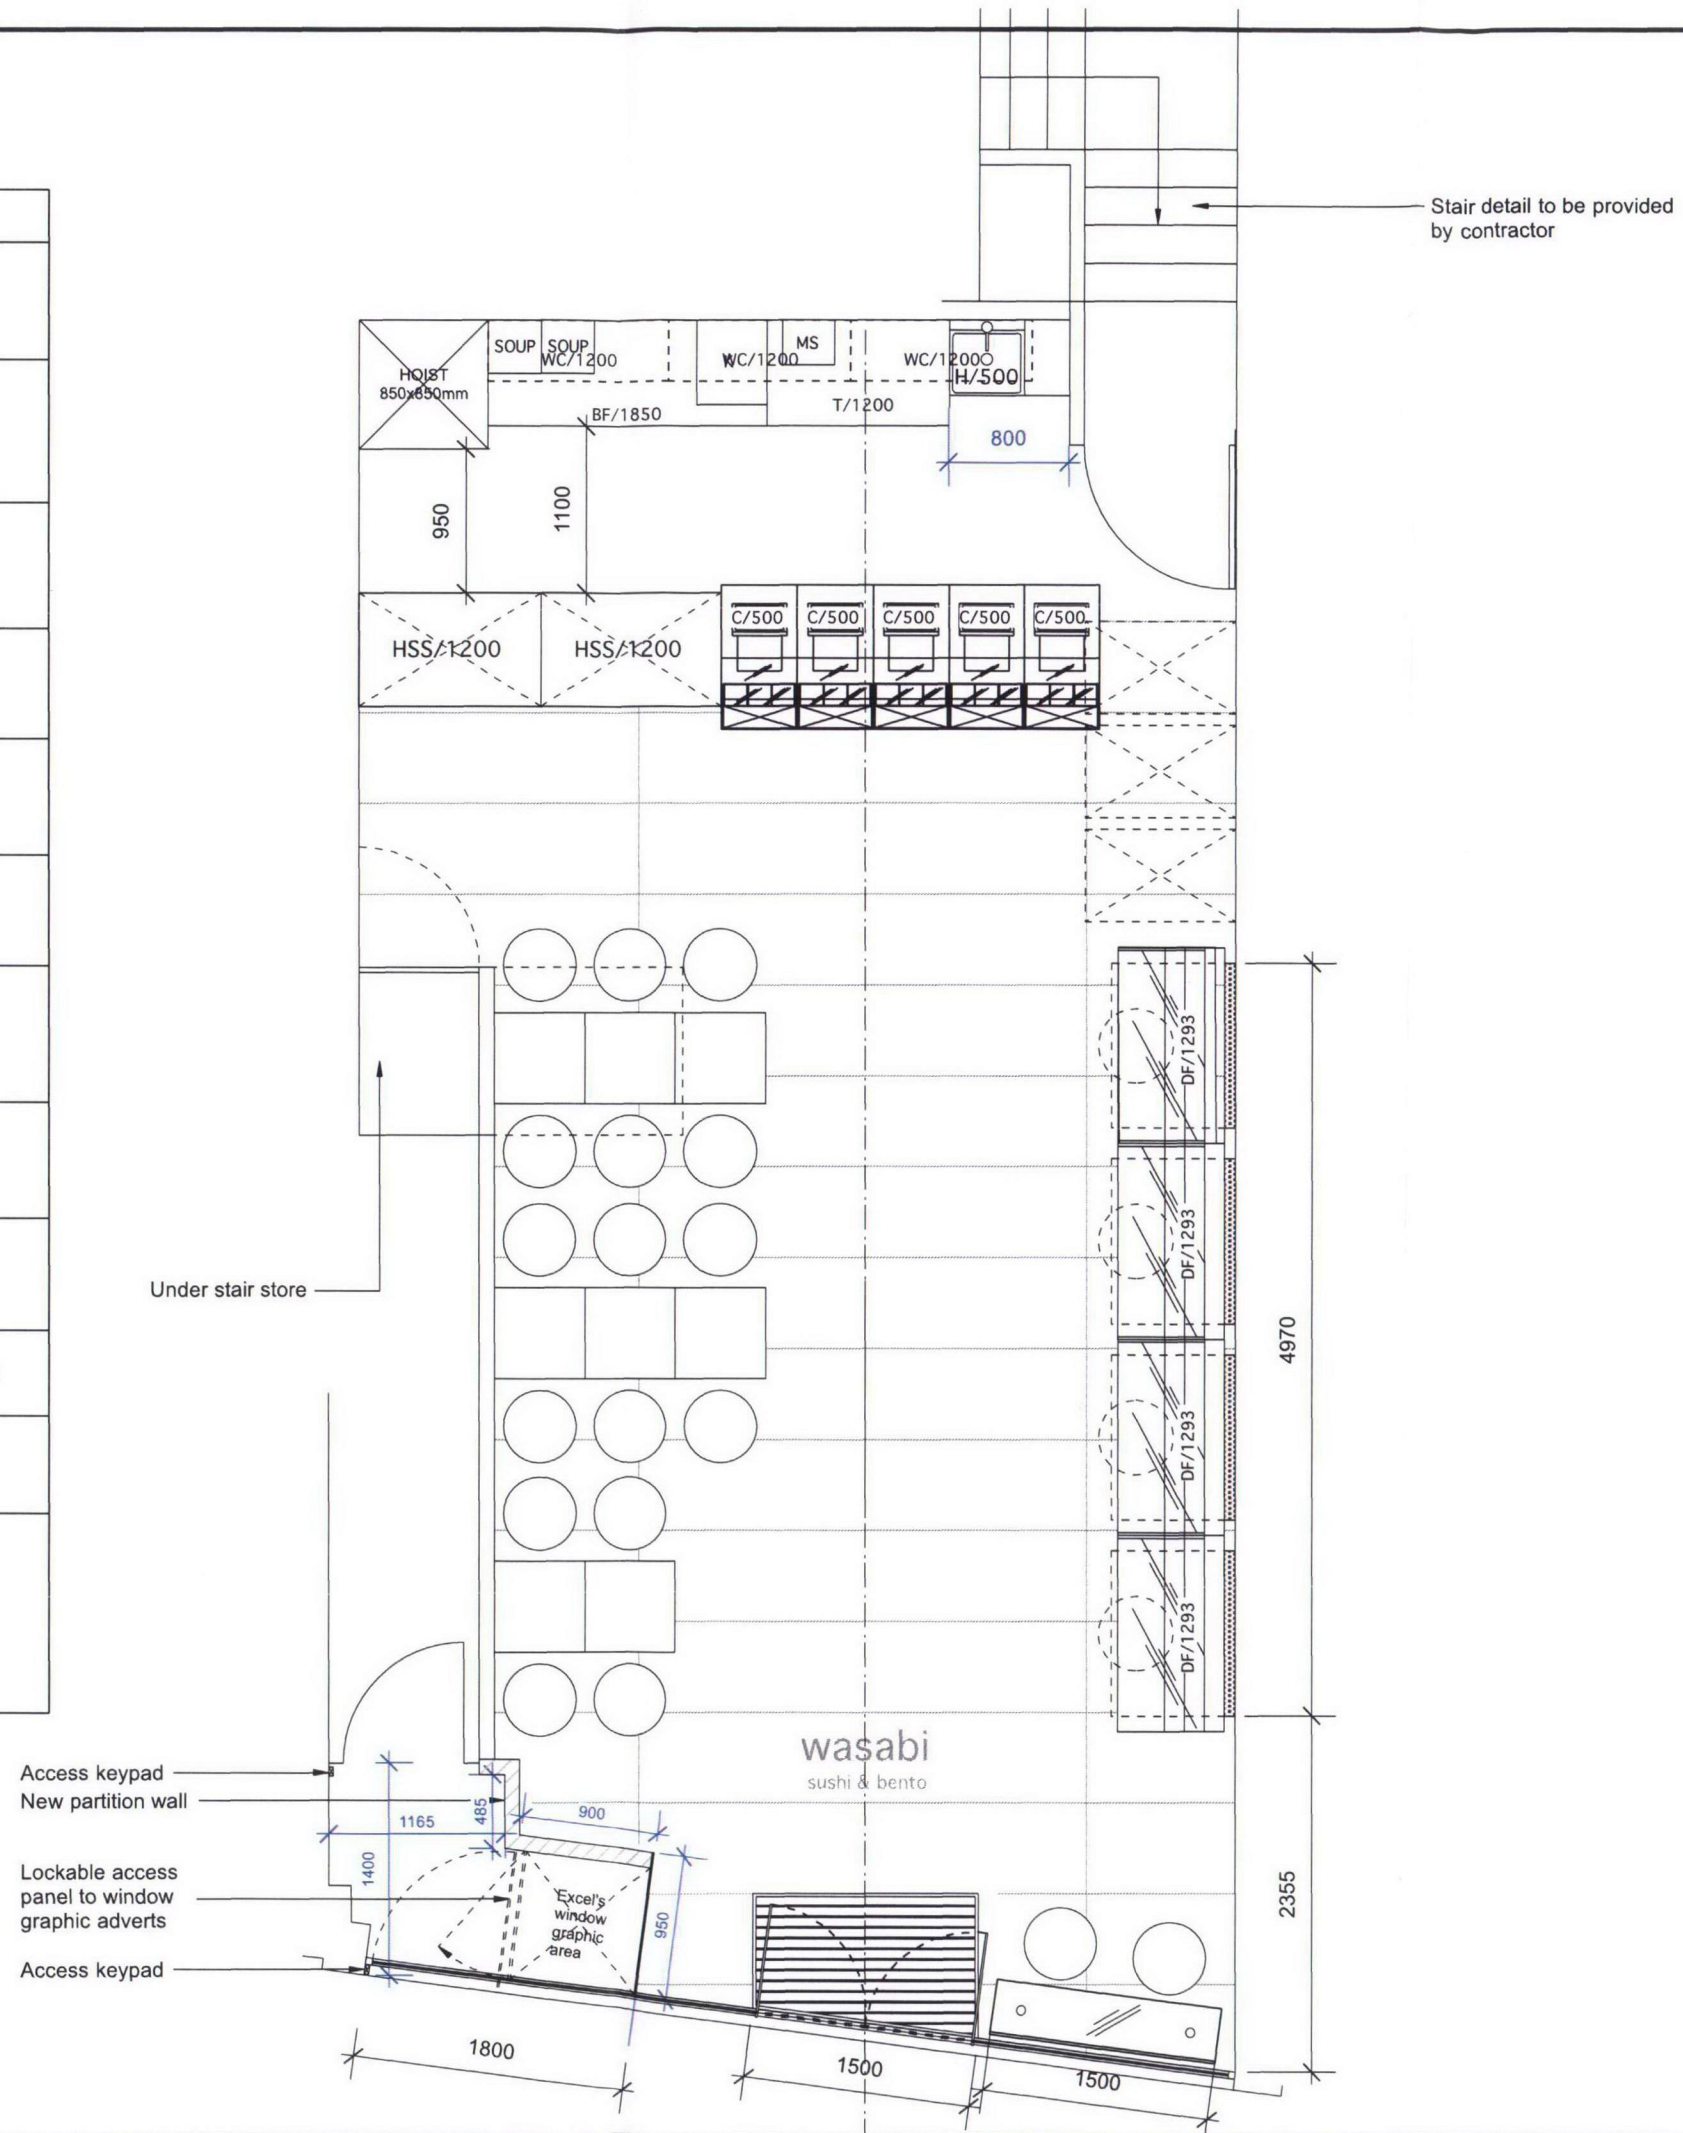 Stair detail to be provided
by contractor
SOUP SOUP
WC/1200
WC/1200
MS
WC/1200
H/500
HOIST
850x850mm
BF/1850
T/1200
800
950
1100
HSS/1200
HSS/1200
C/500
C/500
C/500
C/500
C/500
DF/1293
DF/1293
DF/1293
DF/1293
4970
Under stair store
wasabi
sushi & bento
Access keypad
New partition wall
1165
485
900
1400
Lockable access
panel to window
graphic adverts
Excel's
window
graphic
area
950
2355
Access keypad
1800
1500
1500